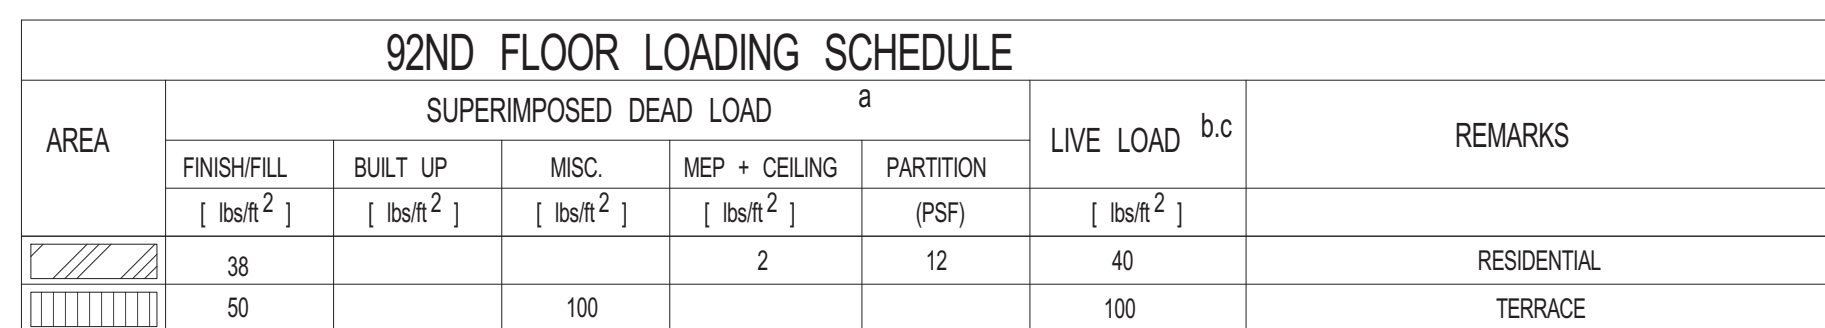 92ND FLOOR LOADING SCHEDULE
AREA SUPERIMPOSED DEAD LOAD a LIVE LOAD b.c REMARKS
FINISH/FILL BUILT UP MISC. MEP + CEILING PARTITION
[ lbs/ft 2 ] [ lbs/ft 2 ] [ lbs/ft 2 ] [ lbs/ft 2 ] (PSF) [ lbs/ft 2 ]
38 2 12 40 RESIDENTIAL
50 100 100 TERRACE